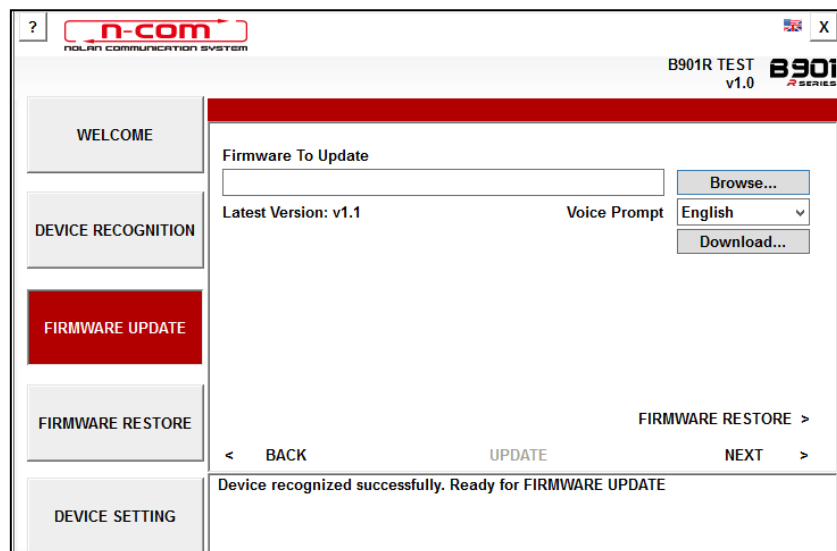 ? n-com X
NOLAN COMMUNICATION SYSTEM
B901R TEST B901
v1.0 R SERIES
WELCOME
Firmware To Update
Browse...
Latest Version: v1.1 Voice Prompt English
DEVICE RECOGNITION
Download...
FIRMWARE UPDATE
FIRMWARE RESTORE >
FIRMWARE RESTORE
< BACK UPDATE NEXT >
Device recognized successfully. Ready for FIRMWARE UPDATE
DEVICE SETTING